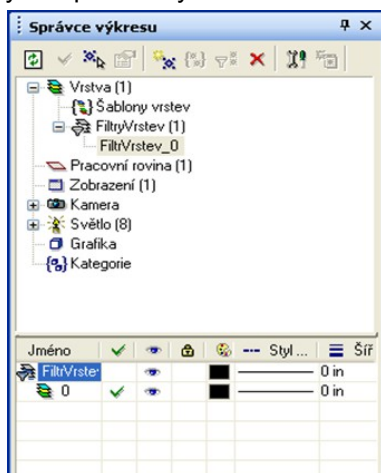 Správce výkresu
Vrstva (1)
Šablony vrstev
FiltryVrstev (1)
FiltrVrstev_0
Pracovní rovina (1)
Zobrazení (1)
Kamera
Světlo (8)
Grafika
Kategorie
Jméno Styl ... Šíř
FiltrVrste 0 in
0 0 in